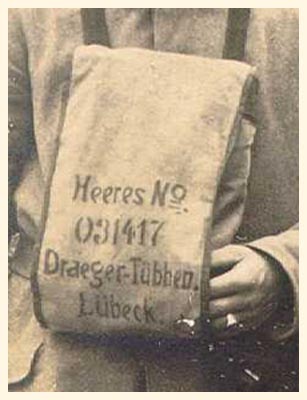 Heeres No.
031417
Draeger-Tübben.
Lübeck.